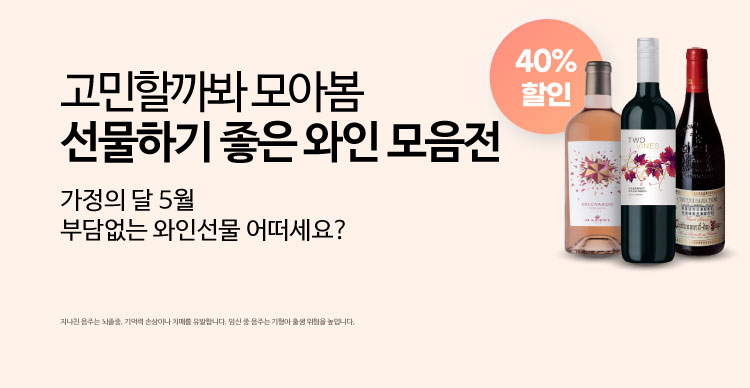 고민할까봐 모아봄
선물하기 좋은 와인 모음전
가정의 달 5월
부담없는 와인선물 어떠세요?
40%
할인
TWO
VINES
CABERNET
SAUVIGNON
지나친 음주는 뇌졸중, 기억력 손상이나 치매를 유발합니다. 임신 중 음주는 기형아 출생 위험을 높입니다.